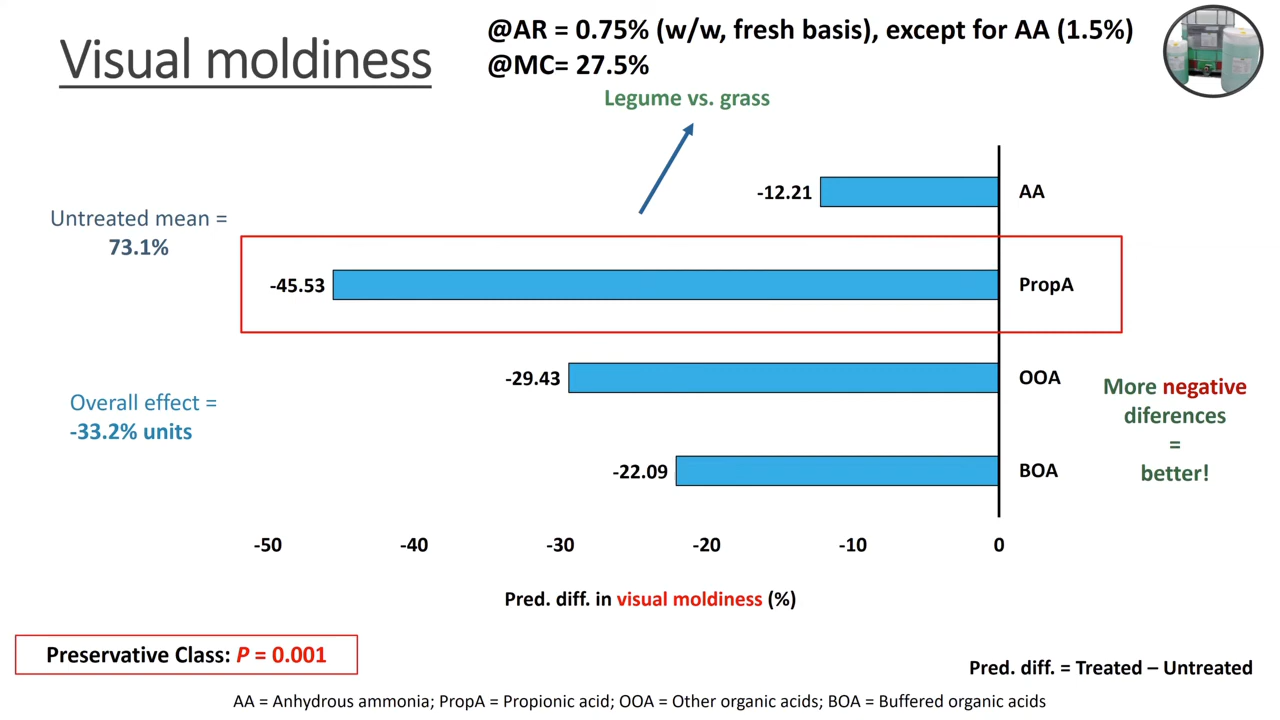 Visual moldiness
@AR = 0.75% (w/w, fresh basis), except for AA (1.5%)
@MC= 27.5%
Legume vs. grass
Untreated mean =
73.1%
Overall effect =
-33.2% units
-12.21
AA
-45.53
PropA
-29.43
OOA
-22.09
BOA
More negative
diferences
=
better!
-50 -40 -30 -20 -10 0
Pred. diff. in visual moldiness (%)
Preservative Class: P = 0.001
Pred. diff. = Treated – Untreated
AA = Anhydrous ammonia; PropA = Propionic acid; OOA = Other organic acids; BOA = Buffered organic acids